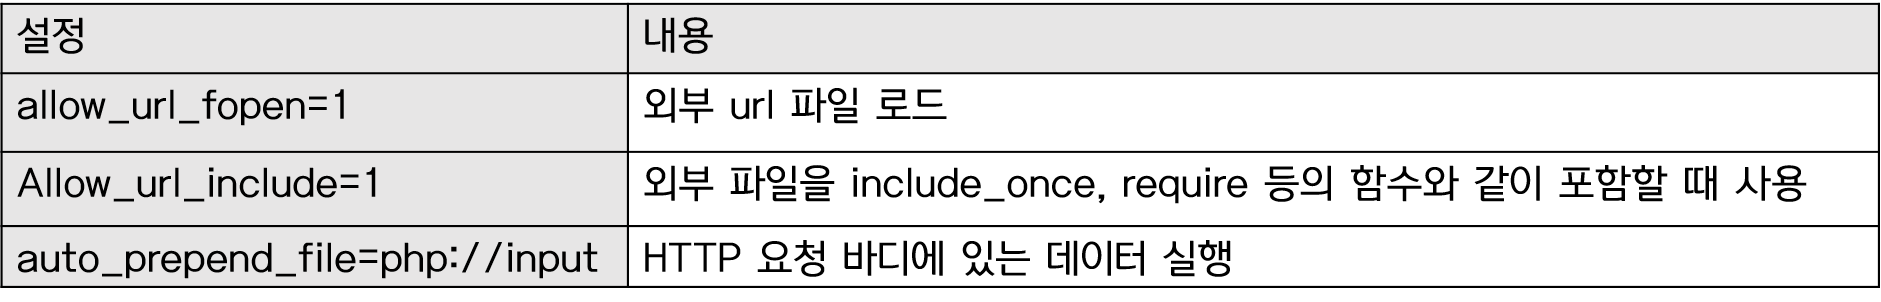 설정 내용
allow_url_fopen=1 외부 url 파일 로드
Allow_url_include=1 외부 파일을 include_once, require 등의 함수와 같이 포함할 때 사용
auto_prepend_file=php://input HTTP 요청 바디에 있는 데이터 실행